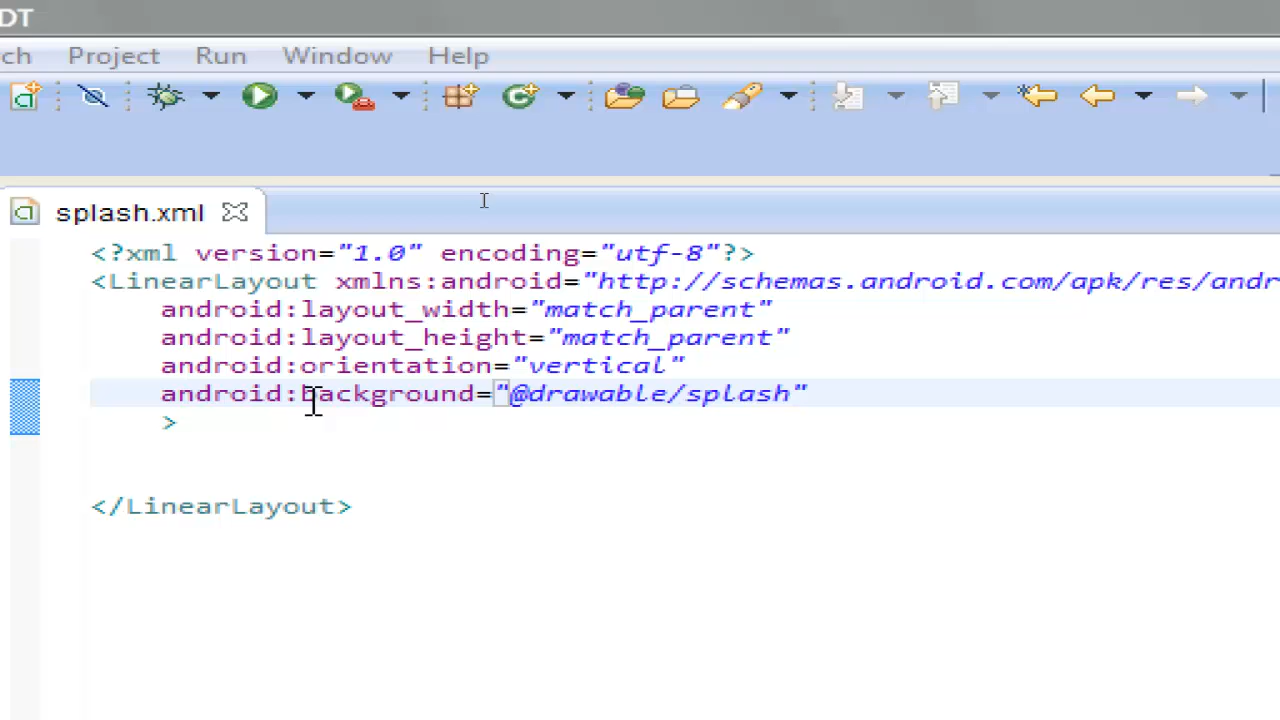 DT
ch Project Run Window Help
splash.xml
<?xml version="1.0" encoding="utf-8"?>
<LinearLayout xmlns:android="http://schemas.android.com/apk/res/andr
android:layout_width="match_parent"
android:layout_height="match_parent"
android:orientation="vertical"
android:background="@drawable/splash"
>
</LinearLayout>